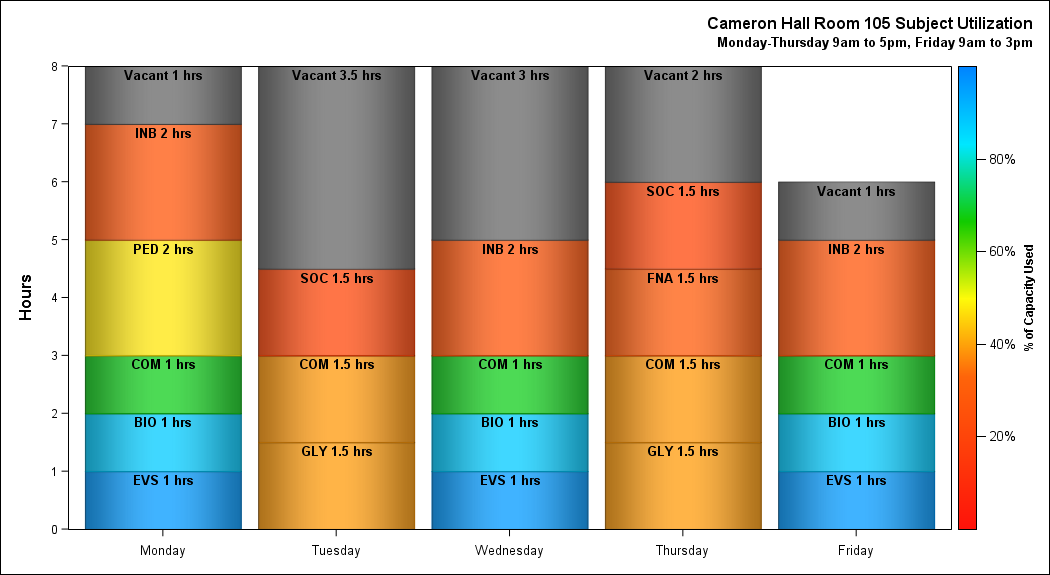 Cameron Hall Room 105 Subject Utilization
Monday-Thursday 9am to 5pm, Friday 9am to 3pm
Hours
8
7
6
5
4
3
2
1
0
Vacant 1 hrs
INB 2 hrs
PED 2 hrs
COM 1 hrs
BIO 1 hrs
EVS 1 hrs
Monday
Vacant 3.5 hrs
SOC 1.5 hrs
COM 1.5 hrs
GLY 1.5 hrs
Tuesday
Vacant 3 hrs
INB 2 hrs
COM 1 hrs
BIO 1 hrs
EVS 1 hrs
Wednesday
Vacant 2 hrs
SOC 1.5 hrs
FNA 1.5 hrs
COM 1.5 hrs
GLY 1.5 hrs
Thursday
Vacant 1 hrs
INB 2 hrs
COM 1 hrs
BIO 1 hrs
EVS 1 hrs
Friday
80%
60%
40%
20%
% of Capacity Used